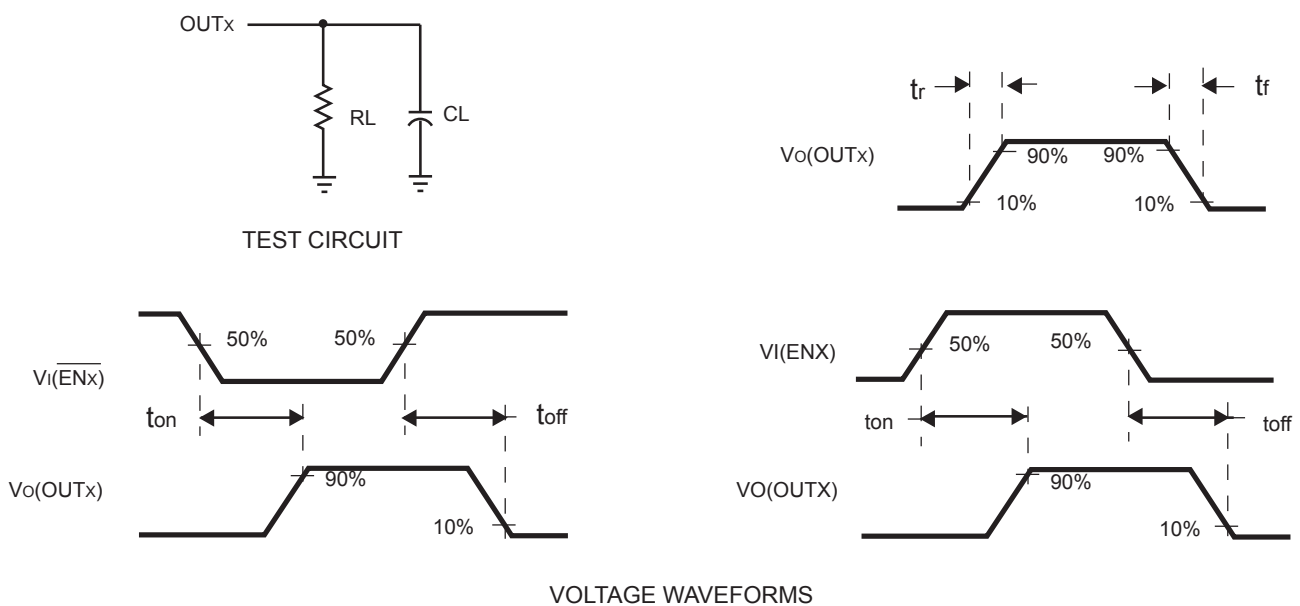 OUTx
RL
CL
TEST CIRCUIT
tr
tf
VO(OUTx)
90%
90%
10%
10%
VI(ENx)
50%
50%
ton
toff
VO(OUTx)
90%
10%
VI(ENX)
50%
50%
ton
toff
VO(OUTX)
90%
10%
VOLTAGE WAVEFORMS